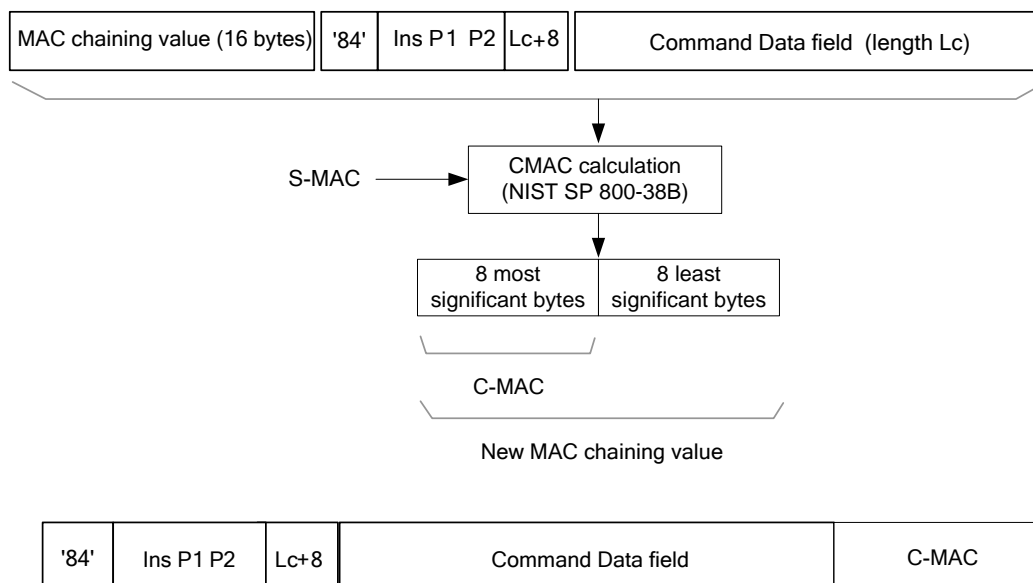 MAC chaining value (16 bytes) '84' Ins P1 P2 Lc+8 Command Data field (length Lc)
S-MAC
CMAC calculation
(NIST SP 800-38B)
8 most
significant bytes
8 least
significant bytes
C-MAC
New MAC chaining value
'84' Ins P1 P2 Lc+8 Command Data field C-MAC